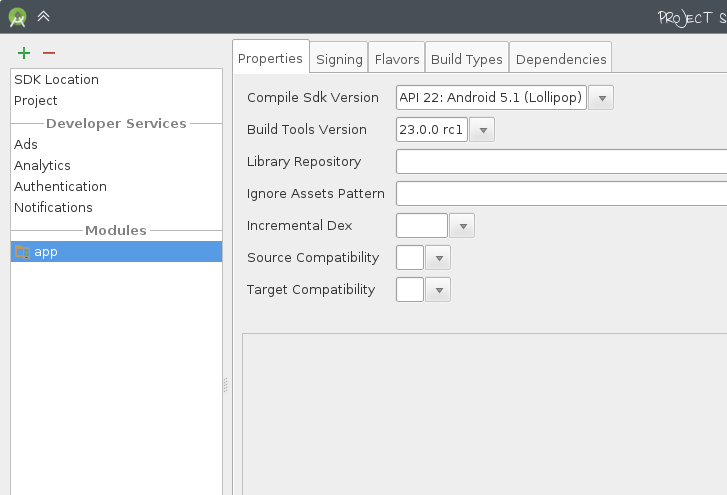 PROJECT S
Properties
Signing
Flavors
Build Types
Dependencies
SDK Location
Project
Developer Services
Ads
Analytics
Authentication
Notifications
Modules
app
Compile Sdk Version
API 22: Android 5.1 (Lollipop)
Build Tools Version
23.0.0 rc1
Library Repository
Ignore Assets Pattern
Incremental Dex
Source Compatibility
Target Compatibility